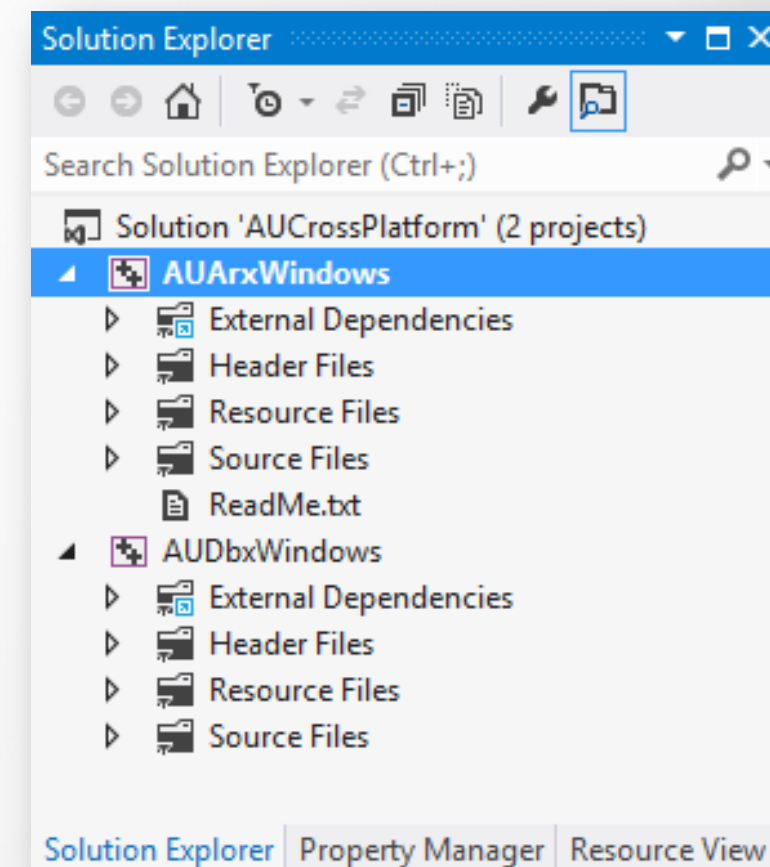 Solution Explorer
Search Solution Explorer (Ctrl+;)
Solution 'AUCrossPlatform' (2 projects)
AUArxWindows
External Dependencies
Header Files
Resource Files
Source Files
ReadMe.txt
AUDbxWindows
External Dependencies
Header Files
Resource Files
Source Files
Solution Explorer Property Manager Resource View